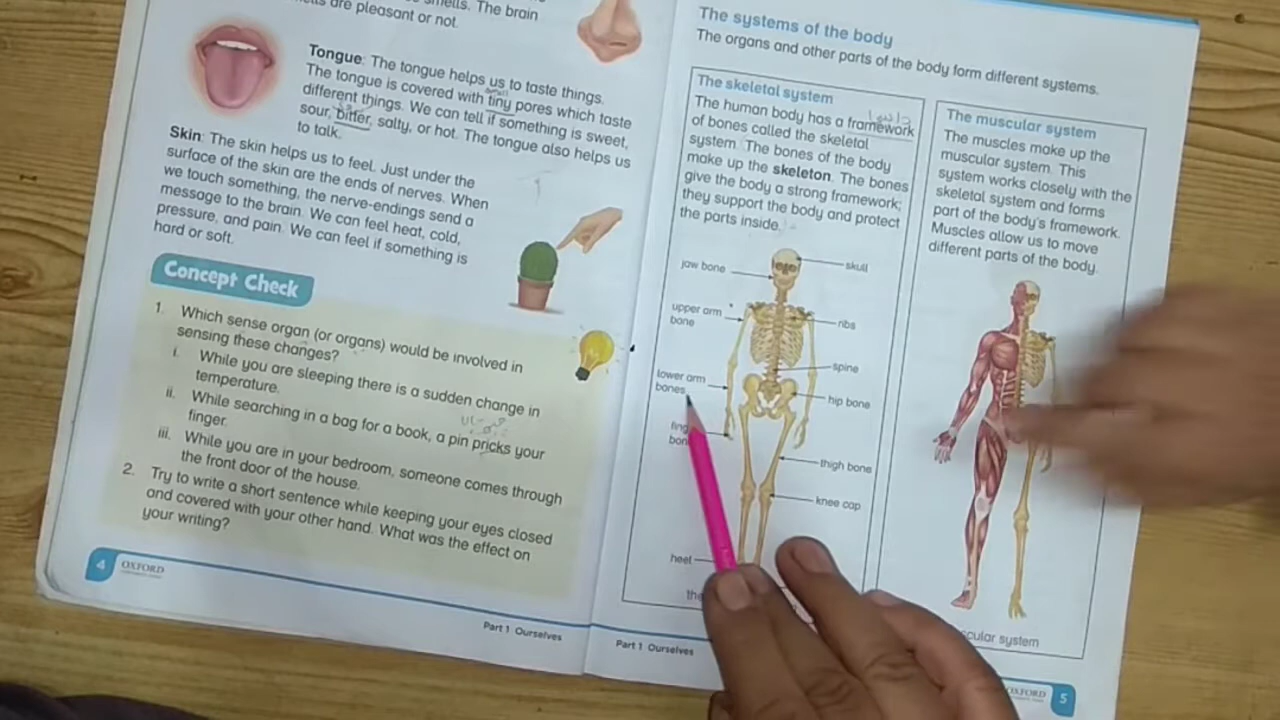 smells. The brain
are pleasant or not.
Tongue: The tongue helps us to taste things.
The tongue is covered with tiny pores which taste
different things. We can tell if something is sweet,
sour, bitter, salty, or hot. The tongue also helps us
to talk.
Skin: The skin helps us to feel. Just under the
surface of the skin are the ends of nerves. When
we touch something, the nerve-endings send a
message to the brain. We can feel heat, cold,
pressure, and pain. We can feel if something is
hard or soft.
Concept Check
1. Which sense organ (or organs) would be involved in
sensing these changes?
i. While you are sleeping there is a sudden change in
temperature.
ii. While searching in a bag for a book, a pin pricks your
finger.
iii. While you are in your bedroom, someone comes through
the front door of the house.
2. Try to write a short sentence while keeping your eyes closed
and covered with your other hand. What was the effect on
your writing?
4 OXFORD
Part 1 Ourselves
The systems of the body
The organs and other parts of the body form different systems.
The skeletal system
The human body has a framework
of bones called the skeletal
system. The bones of the body
make up the skeleton. The bones
give the body a strong framework;
they support the body and protect
the parts inside.
jaw bone
skull
upper arm
bone
ribs
spine
lower arm
bones
hip bone
thigh bone
knee cap
heel
The muscular system
The muscles make up the
muscular system. This
system works closely with the
skeletal system and forms
part of the body's framework.
Muscles allow us to move
different parts of the body.
system
Part 1 Ourselves
OXFORD 5